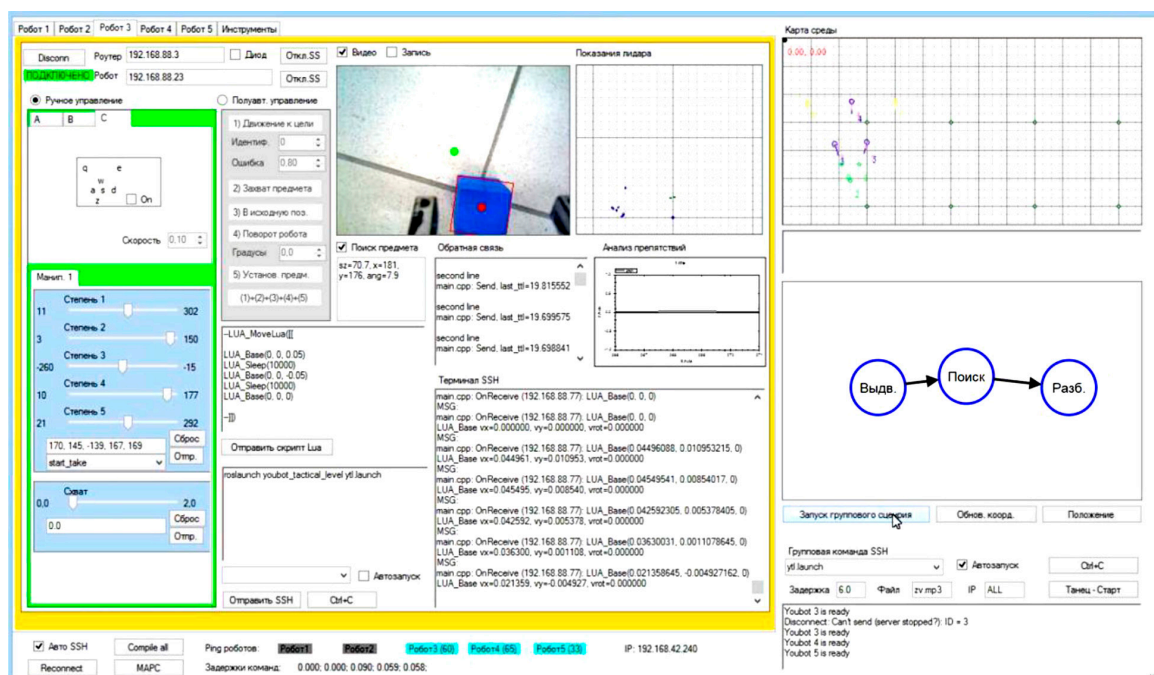 Робот 1 Робот 2 Робот 3 Робот 4 Робот 5 Инструменты
Disconn Роутер 192.168.88.3 Диод Откл.SS
ПОДКЛЮЧЕНО Робот 192.168.88.23 Откл.SS
Ручное управление Полуавт. управление
A B C
q e
w
a s d
z On
Скорость 0,10
Манип. 1
Степень 1
11 302
Степень 2
3 150
Степень 3
-260 -15
Степень 4
10 177
Степень 5
21 292
170, 145, -139, 167, 169 Сброс
start_take Отпр.
Схват
0,0 2,0
0.0 Сброс
Отпр.
1) Движение к цели
Идентиф. 0
Ошибка 0,80
2) Захват предмета
3) В исходную поз.
4) Поворот робота
Градусы 0,0
5) Установ. предм.
(1)+(2)+(3)+(4)+(5)
--LUA_MoveLua([[
LUA_Base(0, 0, 0.05)
LUA_Sleep(10000)
LUA_Base(0, 0, -0.05)
LUA_Sleep(10000)
LUA_Base(0, 0, 0)
--]])
Отправить скрипт Lua
roslaunch youbot_tactical_level ytl.launch
Автозапуск
Отправить SSH Ctrl+C
Видео Запись
Поиск предмета
sz=70.7, x=181,
y=176, ang=7.9
Показания лидара
Обратная связь
second line
main.cpp: Send, last_ttl=19.815552
second line
main.cpp: Send, last_ttl=19.699575
second line
main.cpp: Send, last_ttl=19.698841
Анализ препятствий
Терминал SSH
main.cpp: OnReceive (192.168.88.77): LUA_Base(0, 0, 0)
MSG:
main.cpp: OnReceive (192.168.88.77): LUA_Base(0, 0, 0)
LUA_Base vx=0.000000, vy=0.000000, vrot=0.000000
MSG:
main.cpp: OnReceive (192.168.88.77): LUA_Base(0.04496088, 0.010953215, 0)
LUA_Base vx=0.044961, vy=0.010953, vrot=0.000000
MSG:
main.cpp: OnReceive (192.168.88.77): LUA_Base(0.04549541, 0.00854017, 0)
LUA_Base vx=0.045495, vy=0.008540, vrot=0.000000
MSG:
main.cpp: OnReceive (192.168.88.77): LUA_Base(0.042592305, 0.005378405, 0)
LUA_Base vx=0.042592, vy=0.005378, vrot=0.000000
MSG:
main.cpp: OnReceive (192.168.88.77): LUA_Base(0.03630031, 0.0011078645, 0)
LUA_Base vx=0.036300, vy=0.001108, vrot=0.000000
MSG:
main.cpp: OnReceive (192.168.88.77): LUA_Base(0.021358645, -0.004927162, 0)
LUA_Base vx=0.021359, vy=-0.004927, vrot=0.000000
Карта среды
0.00, 0.00
4
3
Выдв. Поиск Разб.
Запуск группового сценрия Обнов. коорд. Положение
Групповая команда SSH
ytl.launch Автозапуск Ctrl+C
Задержка 6.0 Файл zv.mp3 IP ALL Танец - Старт
Youbot 3 is ready
Disconnect: Can't send (server stopped?): ID = 3
Youbot 3 is ready
Youbot 4 is ready
Youbot 5 is ready
Авто SSH Compile all Ping роботов: Робот1 Робот2 Робот3 (60) Робот4 (65) Робот5 (33) IP: 192.168.42.240
Reconnect МАРС Задержки команд: 0.000; 0.000; 0.090; 0.059; 0.058;